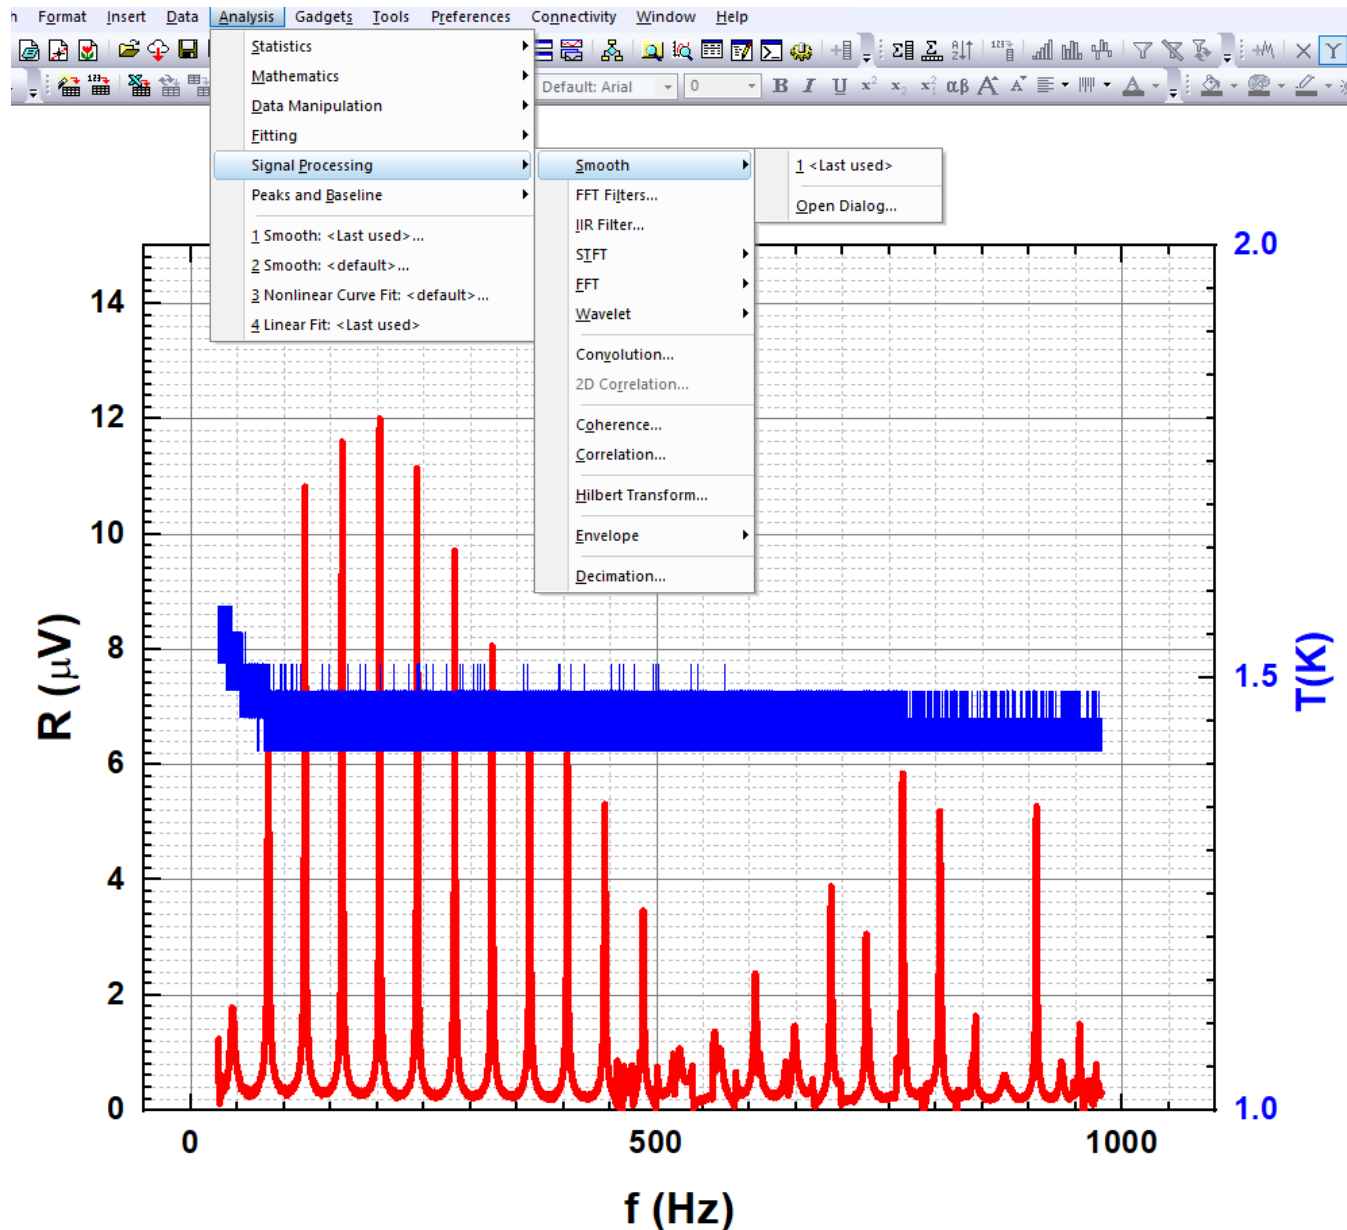 h Format Insert Data Analysis Gadgets Tools Preferences Connectivity Window Help
Default: Arial 0 B I U x² x₂ αβ A A A
Statistics
Mathematics
Data Manipulation
Fitting
Signal Processing
Peaks and Baseline
1 Smooth: <Last used>...
2 Smooth: <default>...
3 Nonlinear Curve Fit: <default>...
4 Linear Fit: <Last used>
Smooth
FFT Filters...
IIR Filter...
STFT
FFT
Wavelet
Convolution...
2D Correlation...
Coherence...
Correlation...
Hilbert Transform...
Envelope
Decimation...
1 <Last used>
Open Dialog...
14
12
10
8
6
4
2
0
R (μV)
2.0
1.5
1.0
T(K)
0 500 1000
f (Hz)